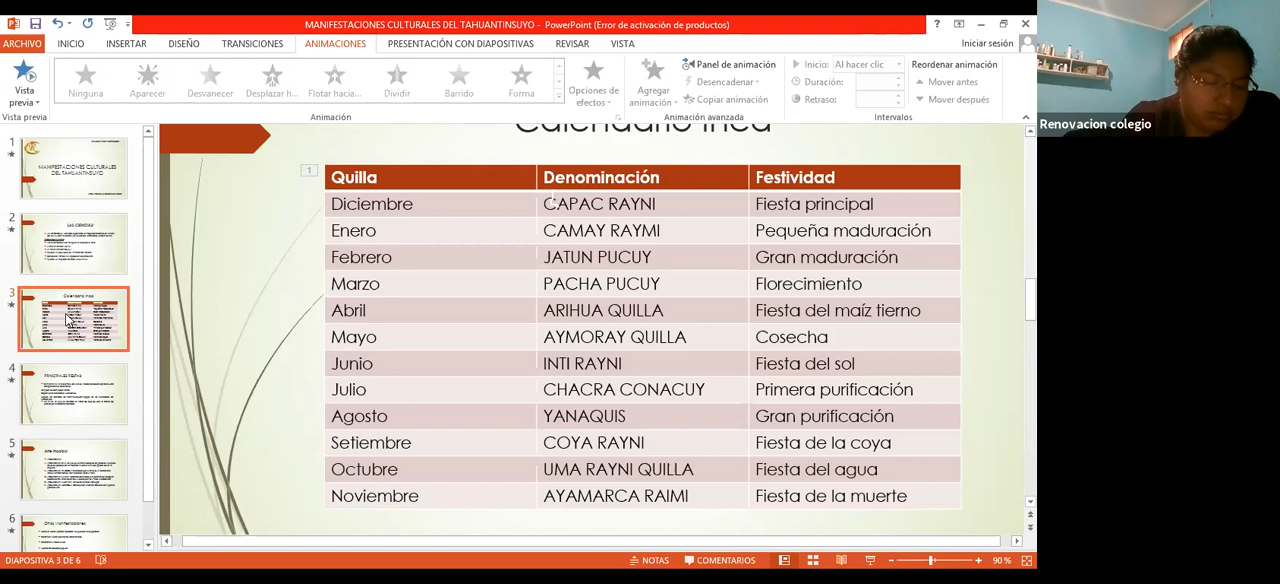 MANIFESTACIONES CULTURALES DEL TAHUANTINSUYO - PowerPoint (Error de activación de productos)
ARCHIVO INICIO INSERTAR DISEÑO TRANSICIONES ANIMACIONES PRESENTACIÓN CON DIAPOSITIVAS REVISAR VISTA Iniciar sesión
Vista previa
Ninguna Aparecer Desvanecer Desplazar h... Flotar hacia... Dividir Barrido Forma
Opciones de efectos
Agregar animación
Panel de animación
Desencadenar
Copiar animación
Inicio: Al hacer clic
Duración:
Retraso:
Reordenar animación
Mover antes
Mover después
Vista previa Animación Animación avanzada Intervalos
Renovacion colegio
1
MANIFESTACIONES CULTURALES
DEL TAHUANTINSUYO
2
LAS CIENCIAS
3
Calendario Inca
4
PRINCIPALES FIESTAS
5
Arte Incaico
6
Otras Manifestaciones
Calendario Inca
1
Quilla Denominación Festividad
Diciembre CAPAC RAYNI Fiesta principal
Enero CAMAY RAYMI Pequeña maduración
Febrero JATUN PUCUY Gran maduración
Marzo PACHA PUCUY Florecimiento
Abril ARIHUA QUILLA Fiesta del maíz tierno
Mayo AYMORAY QUILLA Cosecha
Junio INTI RAYNI Fiesta del sol
Julio CHACRA CONACUY Primera purificación
Agosto YANAQUIS Gran purificación
Setiembre COYA RAYNI Fiesta de la coya
Octubre UMA RAYNI QUILLA Fiesta del agua
Noviembre AYAMARCA RAIMI Fiesta de la muerte
DIAPOSITIVA 3 DE 6 NOTAS COMENTARIOS 90 %